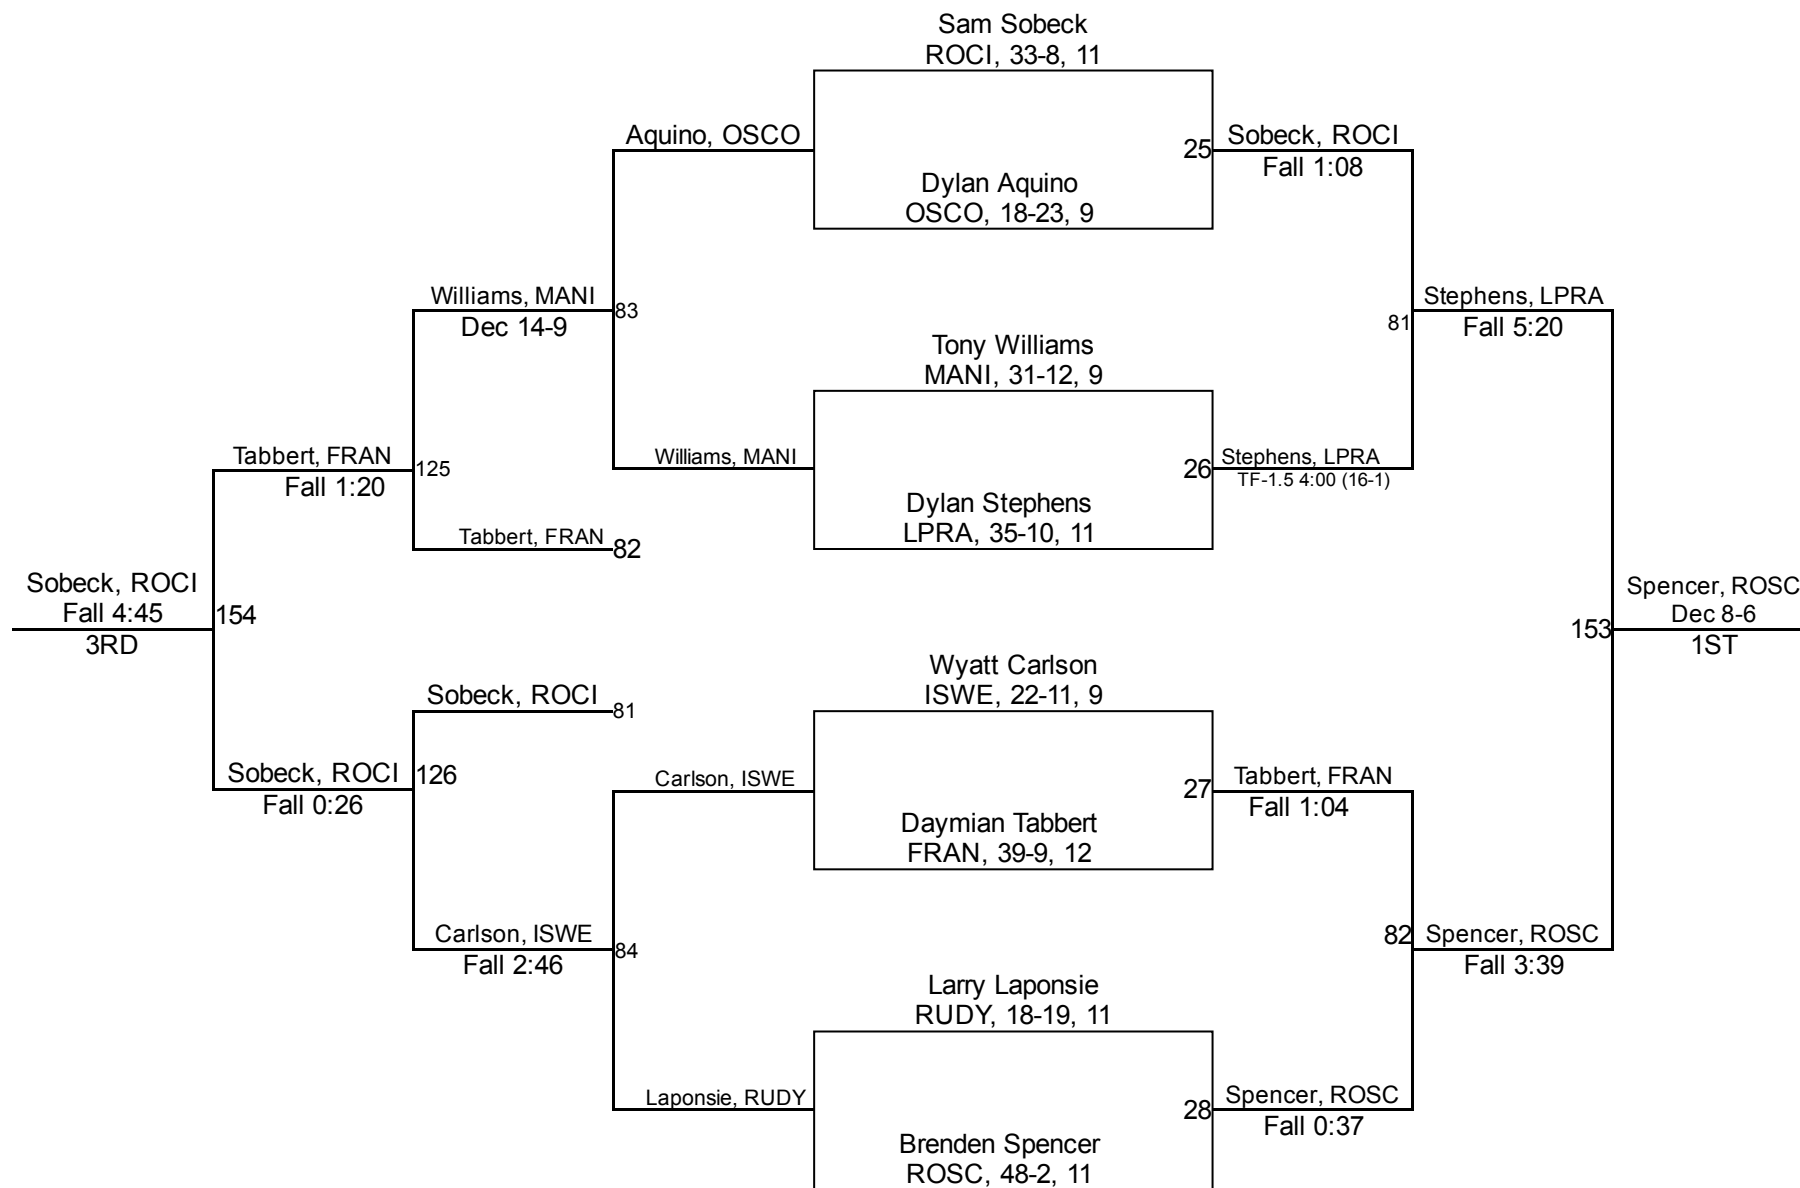 Sam Sobeck
ROCI, 33-8, 11
Aquino, OSCO
25
Sobeck, ROCI
Fall 1:08
Dylan Aquino
OSCO, 18-23, 9
Williams, MANI
Dec 14-9
83
Stephens, LPRA
Fall 5:20
81
Tony Williams
MANI, 31-12, 9
Tabbert, FRAN
Fall 1:20
125
Williams, MANI
26
Stephens, LPRA
TF-1.5 4:00 (16-1)
Dylan Stephens
LPRA, 35-10, 11
Tabbert, FRAN
82
Sobeck, ROCI
Fall 4:45
3RD
154
153
Spencer, ROSC
Dec 8-6
1ST
Wyatt Carlson
ISWE, 22-11, 9
Sobeck, ROCI
81
Sobeck, ROCI
Fall 0:26
126
Carlson, ISWE
27
Tabbert, FRAN
Fall 1:04
Daymian Tabbert
FRAN, 39-9, 12
Carlson, ISWE
Fall 2:46
84
82
Spencer, ROSC
Fall 3:39
Larry Laponsie
RUDY, 18-19, 11
Laponsie, RUDY
28
Spencer, ROSC
Fall 0:37
Brenden Spencer
ROSC, 48-2, 11